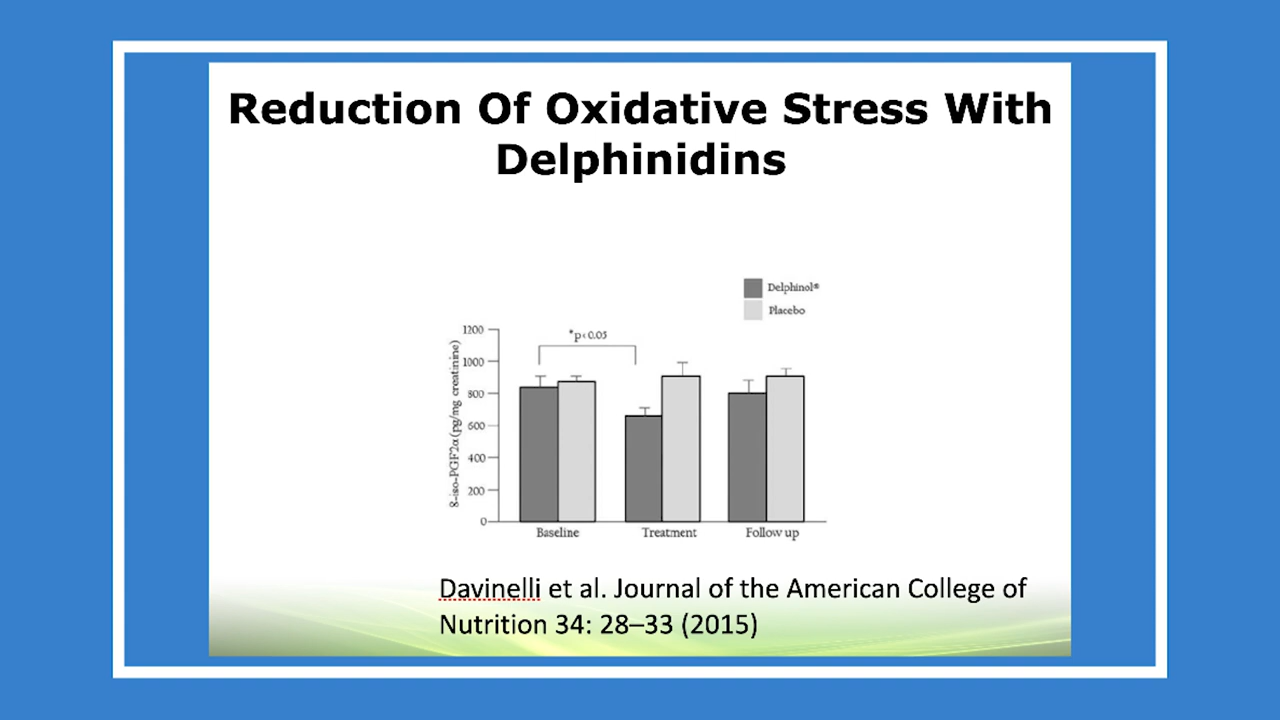 Reduction Of Oxidative Stress With
Delphinidins
Delphinol®
Placebo
*p<0.05
8-iso-PGF2α (pg/mg creatinine)
1200
1000
800
600
400
200
0
Baseline
Treatment
Follow up
Davinelli et al. Journal of the American College of
Nutrition 34: 28–33 (2015)